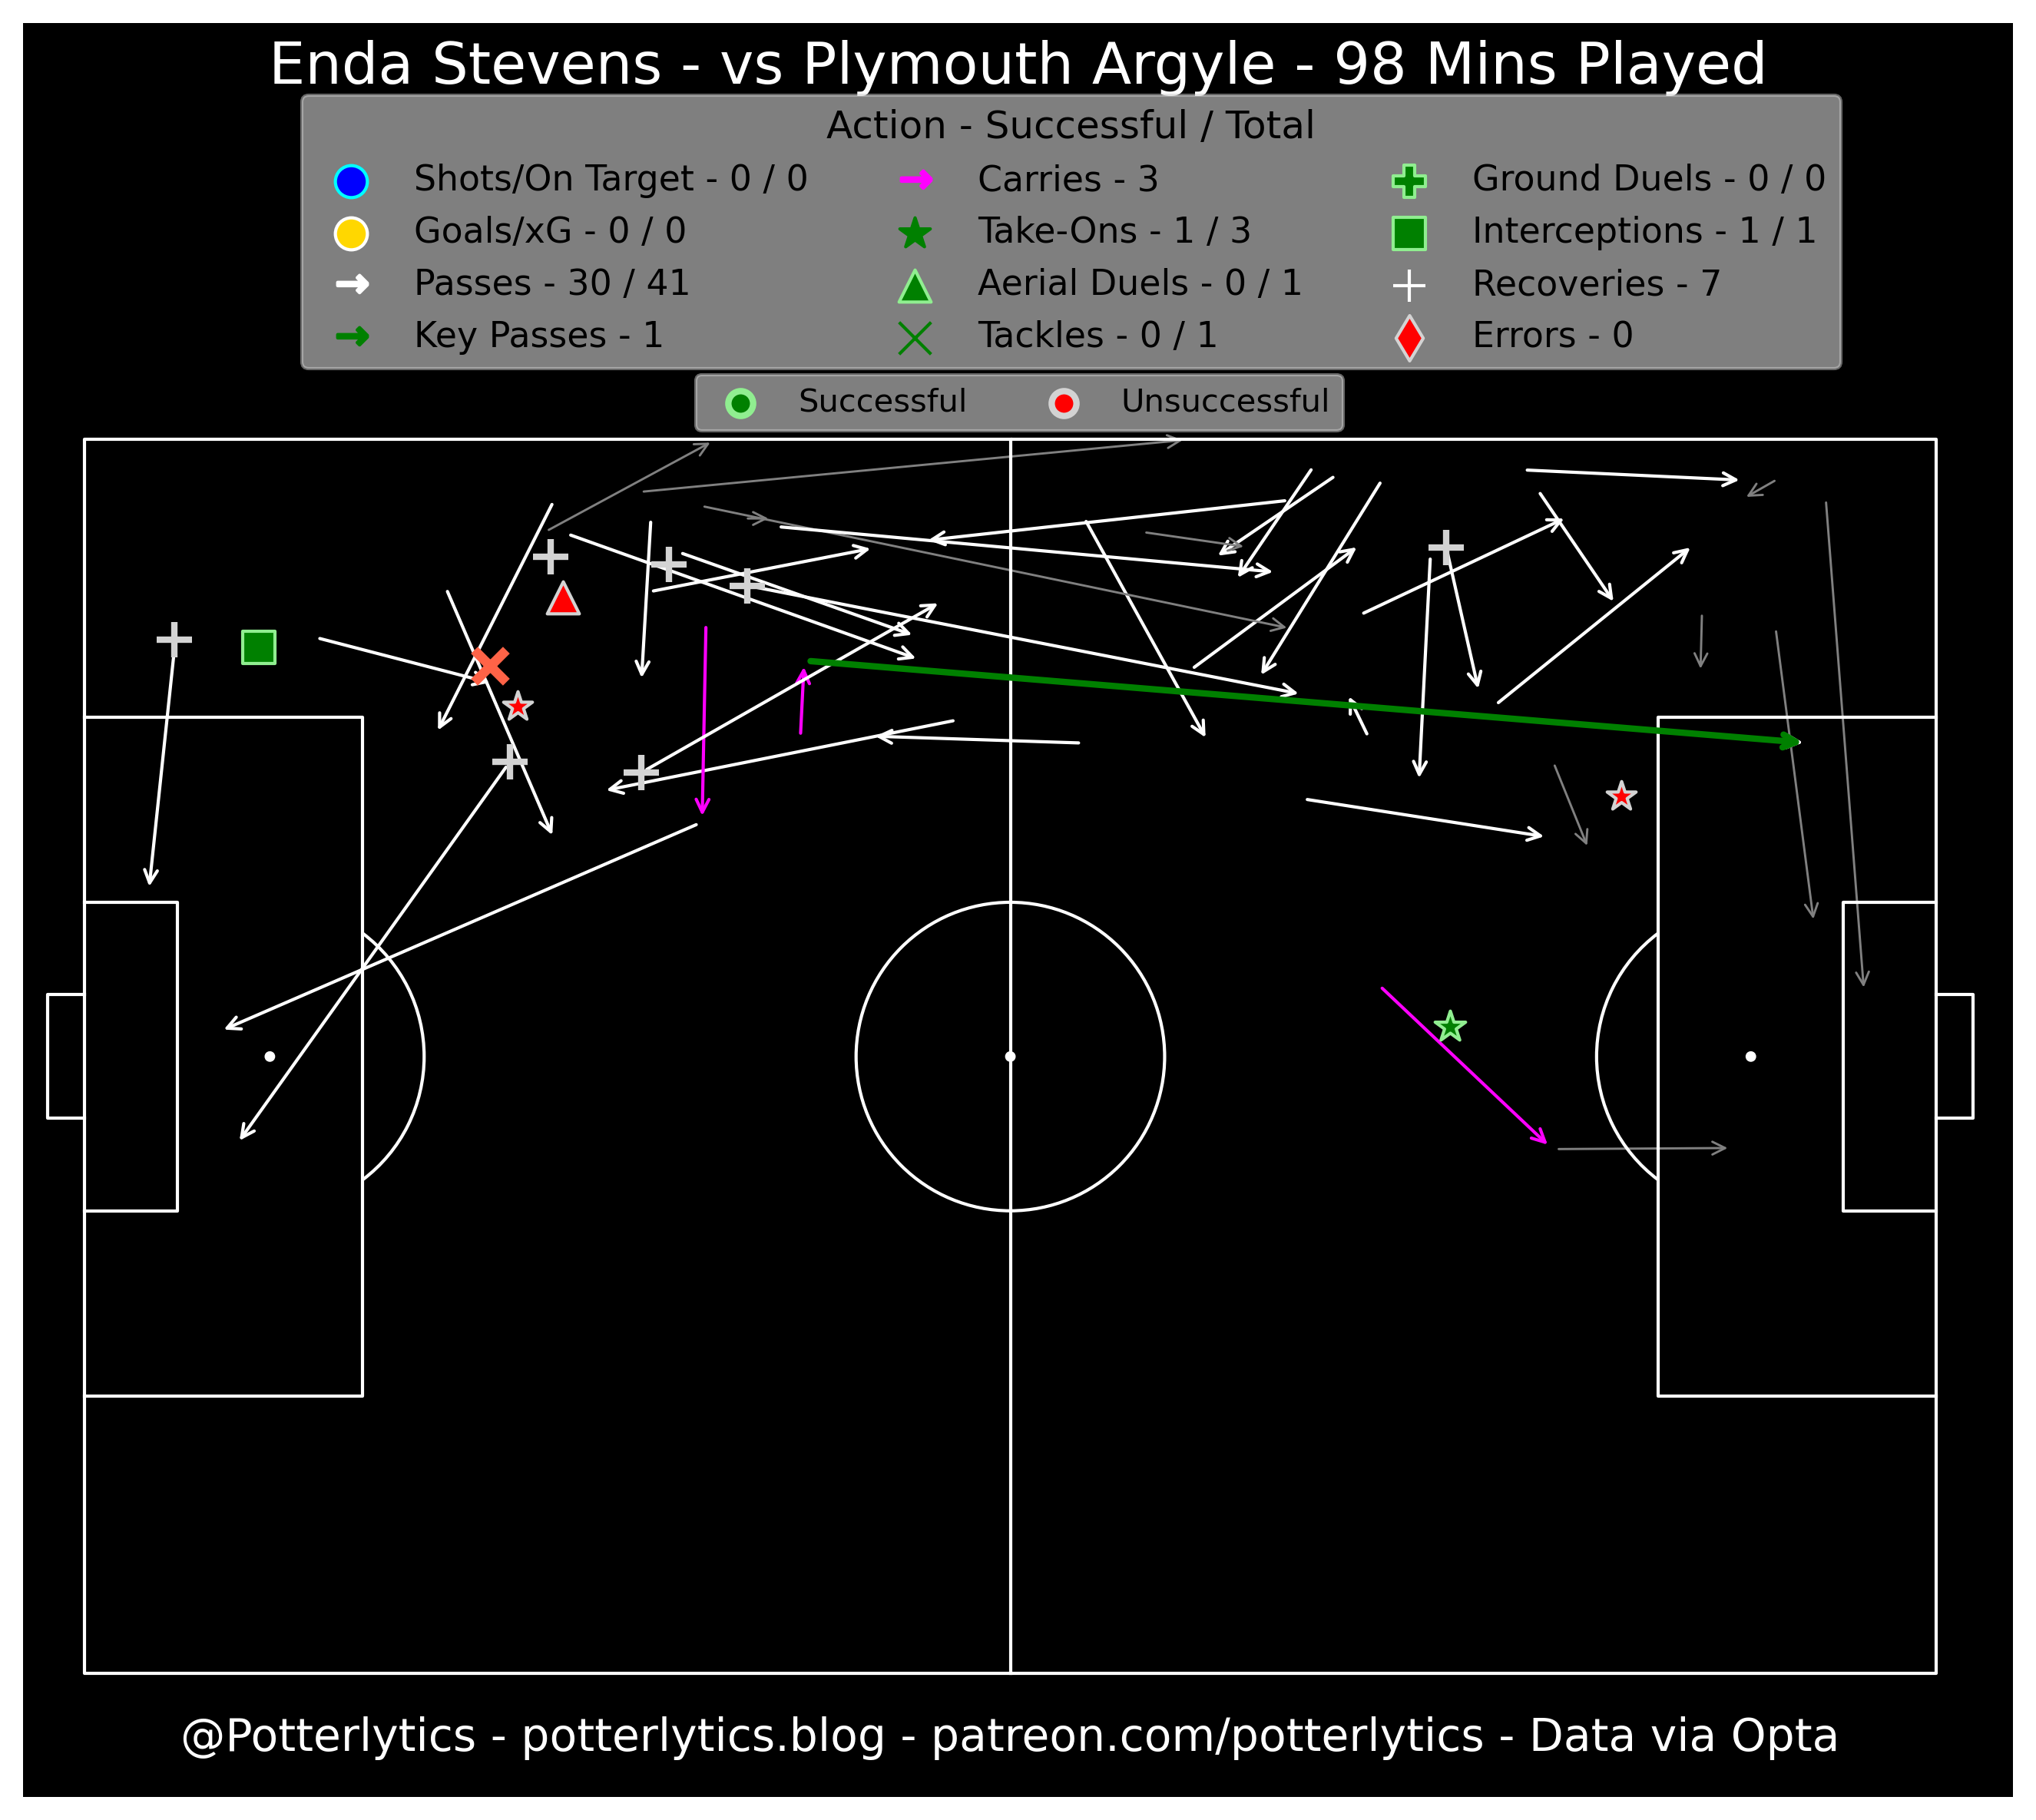 Enda Stevens - vs Plymouth Argyle - 98 Mins Played
Action - Successful / Total
Shots/On Target - 0 / 0
Goals/xG - 0 / 0
Passes - 30 / 41
Key Passes - 1
Carries - 3
Take-Ons - 1 / 3
Aerial Duels - 0 / 1
Tackles - 0 / 1
Ground Duels - 0 / 0
Interceptions - 1 / 1
Recoveries - 7
Errors - 0
Successful
Unsuccessful
@Potterlytics - potterlytics.blog - patreon.com/potterlytics - Data via Opta